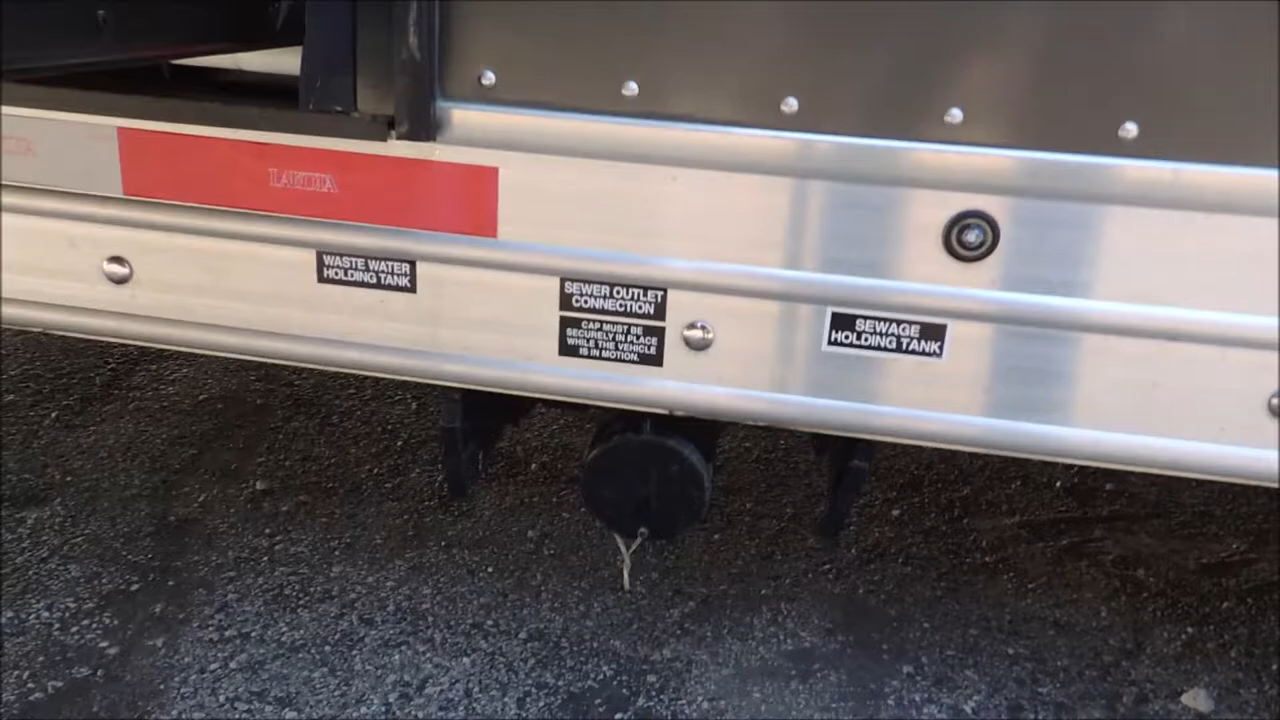 LAKOTA
WASTE WATER
HOLDING TANK
SEWER OUTLET
CONNECTION
CAP MUST BE
SECURELY IN PLACE
WHILE THE VEHICLE
IS IN MOTION.
SEWAGE
HOLDING TANK